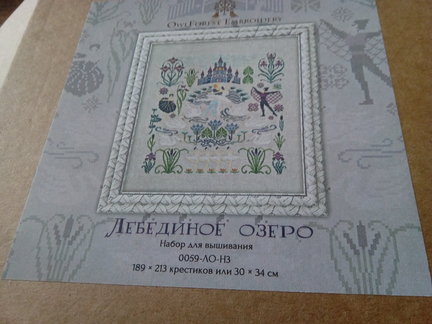 OwlForest Embroidery
Лебединое озеро
Набор для вышивания
0059-ЛО-НЗ
189 × 213 крестиков или 30 × 34 см